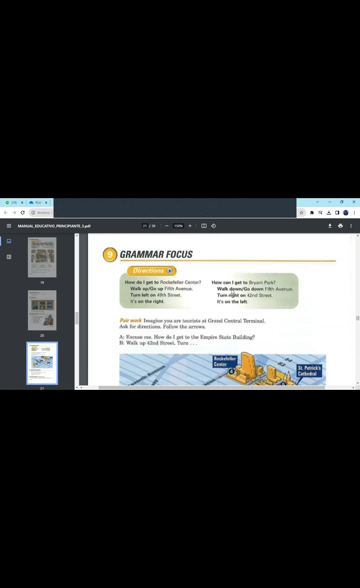 MANUAL_EDUCATIVO_PRINCIPIANTE_3.pdf
9 GRAMMAR FOCUS
Directions
How do I get to Rockefeller Center?
Walk up/Go up Fifth Avenue.
Turn left on 49th Street.
It's on the right.
How can I get to Bryant Park?
Walk down/Go down Fifth Avenue.
Turn right on 42nd Street.
It's on the left.
Pair work Imagine you are tourists at Grand Central Terminal.
Ask for directions. Follow the arrows.
A: Excuse me. How do I get to the Empire State Building?
B: Walk up 42nd Street. Turn . . .
Rockefeller
Center
St. Patrick's
Cathedral